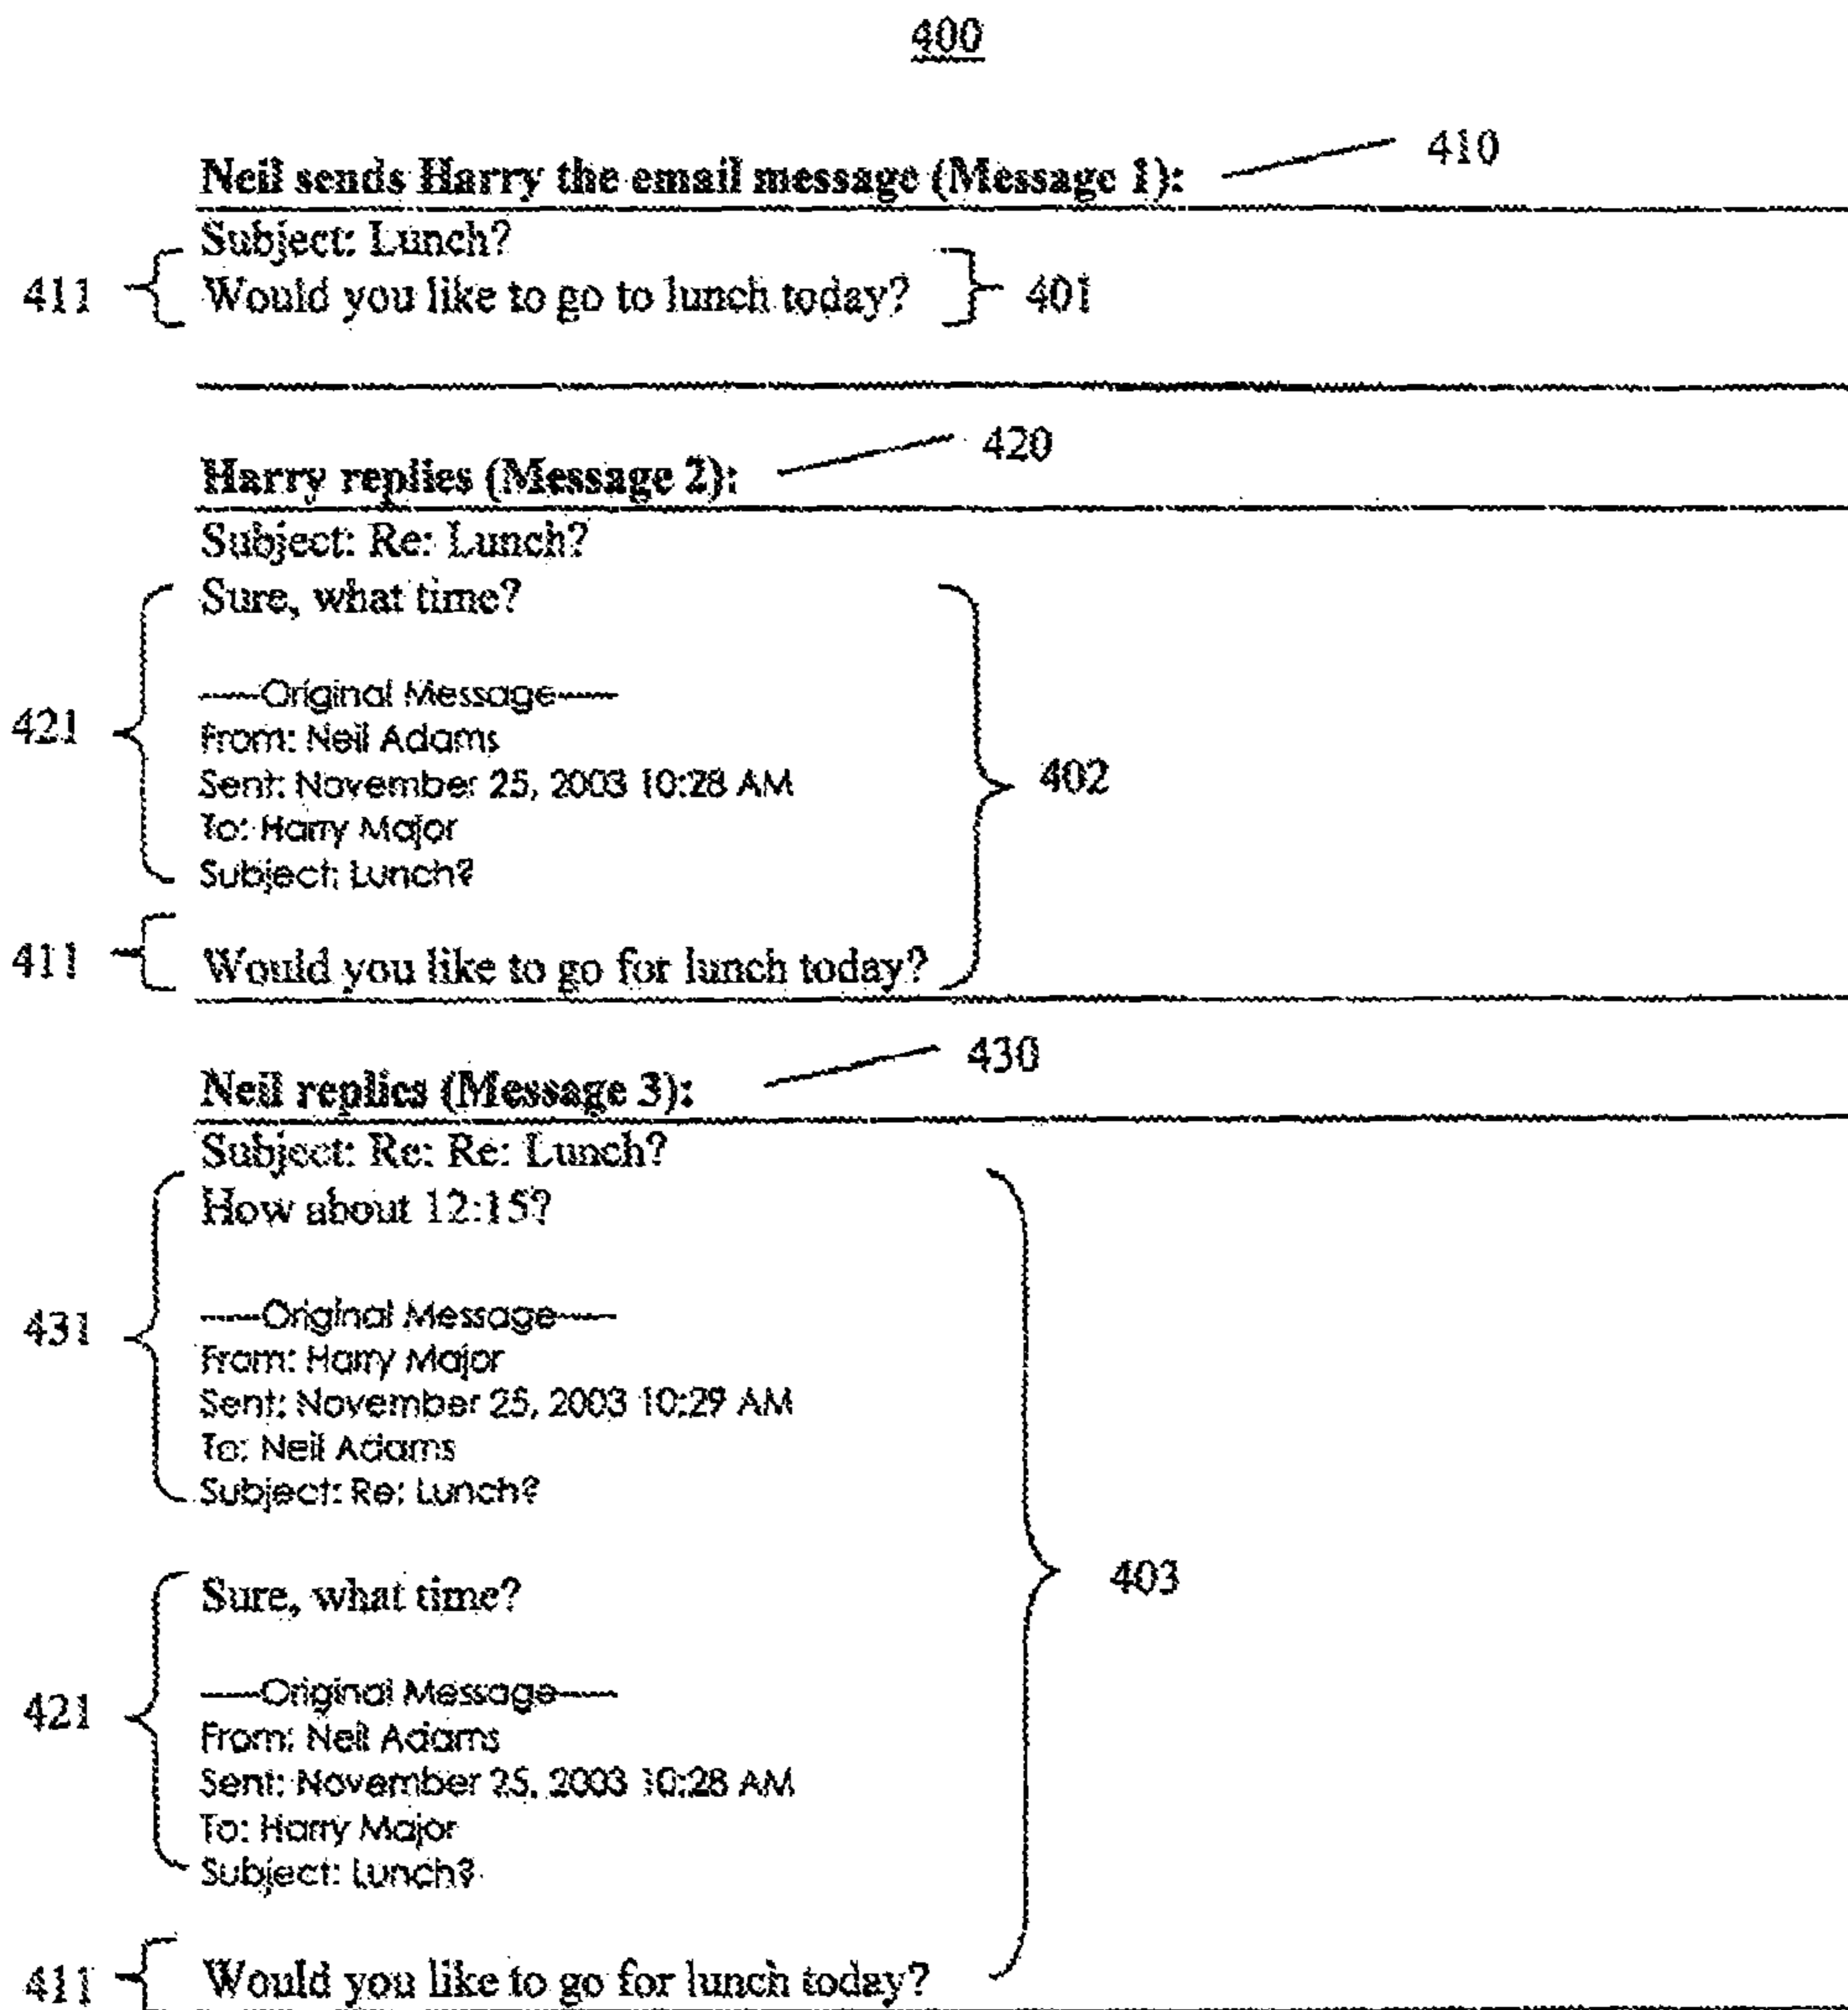 400
Neil sends Harry the email message (Message 1): 410
Subject: Lunch?
411 Would you like to go to lunch today? 401
Harry replies (Message 2): 420
Subject: Re: Lunch?
Sure, what time?
-----Original Message-----
421 From: Neil Adams
Sent: November 25, 2003 10:28 AM 402
To: Harry Major
Subject: Lunch?
411 Would you like to go for lunch today?
Neil replies (Message 3): 430
Subject: Re: Re: Lunch?
How about 12:15?
431 -----Original Message-----
From: Harry Major
Sent: November 25, 2003 10:29 AM
To: Neil Adams
Subject: Re: Lunch?
Sure, what time? 403
421 -----Original Message-----
From: Neil Adams
Sent: November 25, 2003 10:28 AM
To: Harry Major
Subject: Lunch?
411 Would you like to go for lunch today?